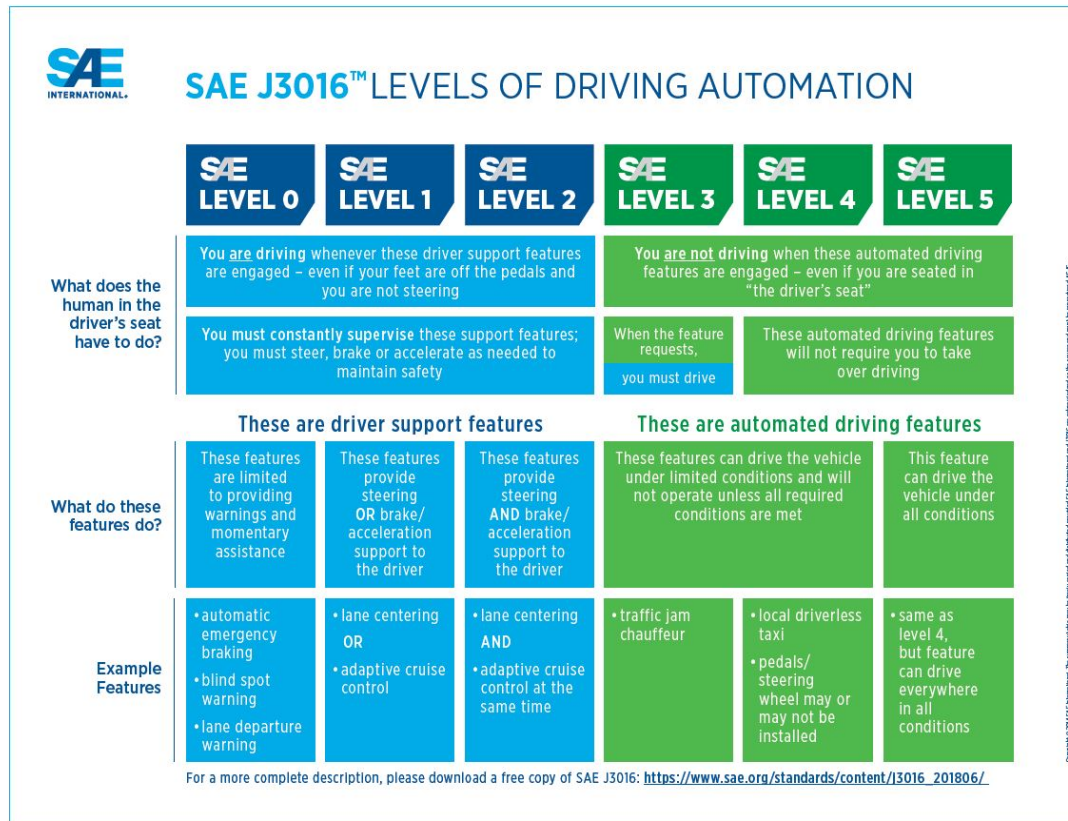 SAE
INTERNATIONAL®
SAE J3016™ LEVELS OF DRIVING AUTOMATION
SAE
LEVEL 0
SAE
LEVEL 1
SAE
LEVEL 2
SAE
LEVEL 3
SAE
LEVEL 4
SAE
LEVEL 5
What does the
human in the
driver's seat
have to do?
You are driving whenever these driver support features
are engaged – even if your feet are off the pedals and
you are not steering
You are not driving when these automated driving
features are engaged – even if you are seated in
"the driver's seat"
You must constantly supervise these support features;
you must steer, brake or accelerate as needed to
maintain safety
When the feature
requests,
you must drive
These automated driving features
will not require you to take
over driving
These are driver support features
These are automated driving features
What do these
features do?
These features
are limited
to providing
warnings and
momentary
assistance
These features
provide
steering
OR brake/
acceleration
support to
the driver
These features
provide
steering
AND brake/
acceleration
support to
the driver
These features can drive the vehicle
under limited conditions and will
not operate unless all required
conditions are met
This feature
can drive the
vehicle under
all conditions
Example
Features
•automatic
emergency
braking
•blind spot
warning
•lane departure
warning
•lane centering
OR
•adaptive cruise
control
•lane centering
AND
•adaptive cruise
control at the
same time
•traffic jam
chauffeur
•local driverless
taxi
•pedals/
steering
wheel may or
may not be
installed
•same as
level 4,
but feature
can drive
everywhere
in all
conditions
For a more complete description, please download a free copy of SAE J3016: https://www.sae.org/standards/content/j3016_201806/